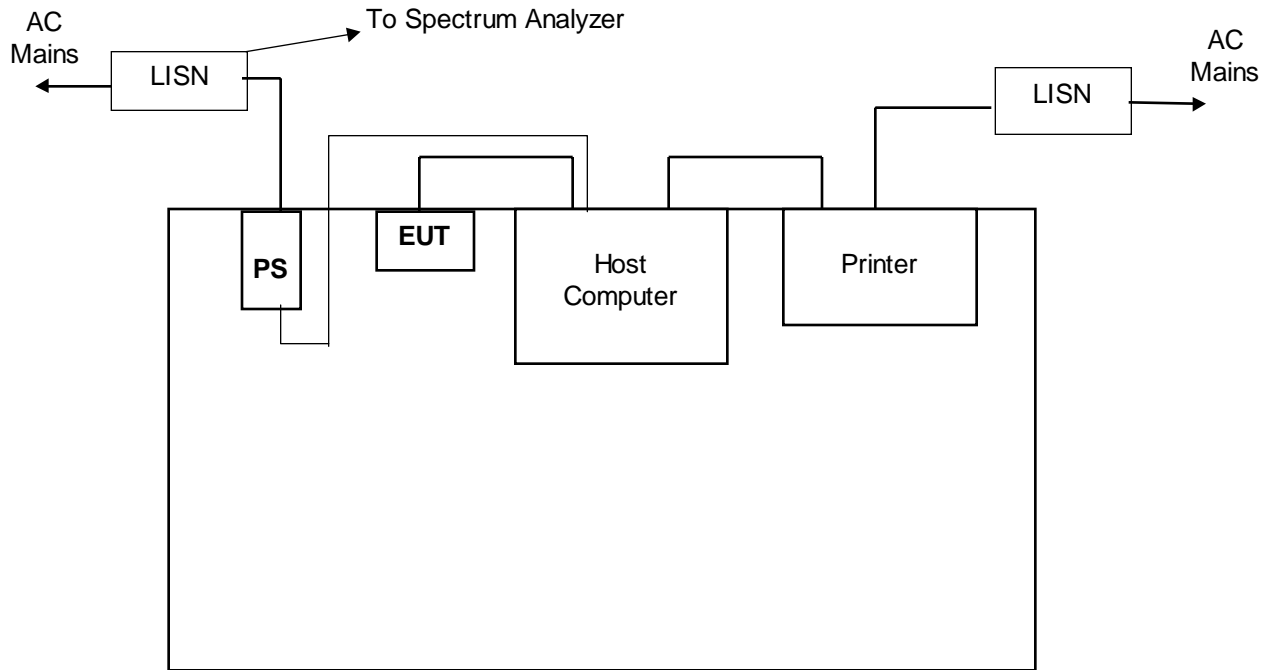 To Spectrum Analyzer
AC
Mains
LISN
AC
Mains
LISN
PS
EUT
Host
Computer
Printer